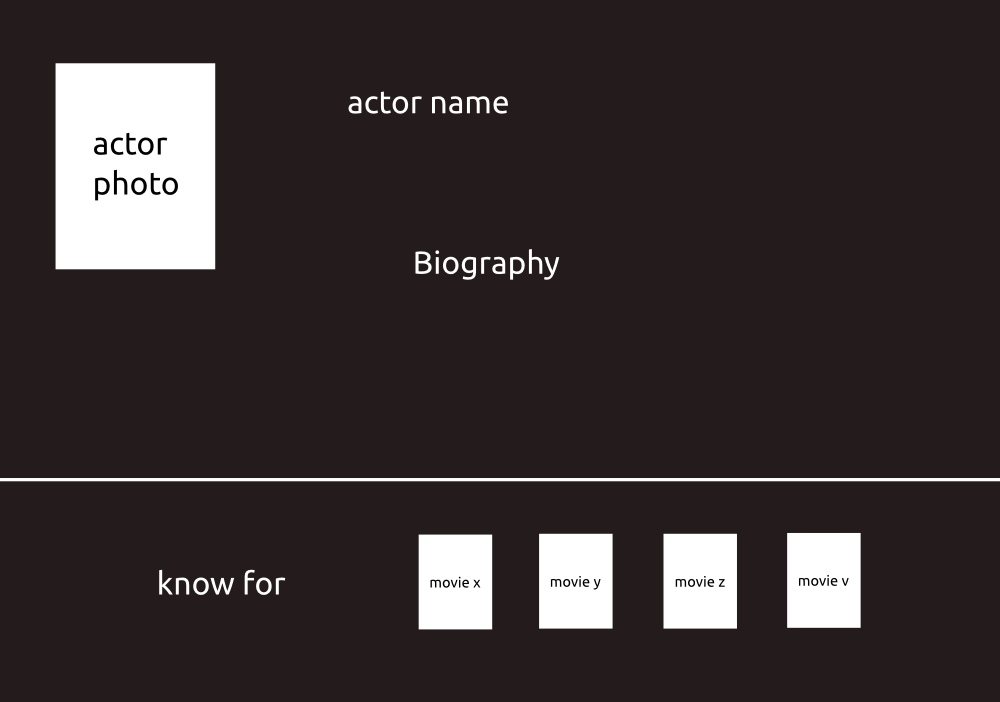 actor name
actor
photo
Biography
know for
movie x
movie y
movie z
movie v